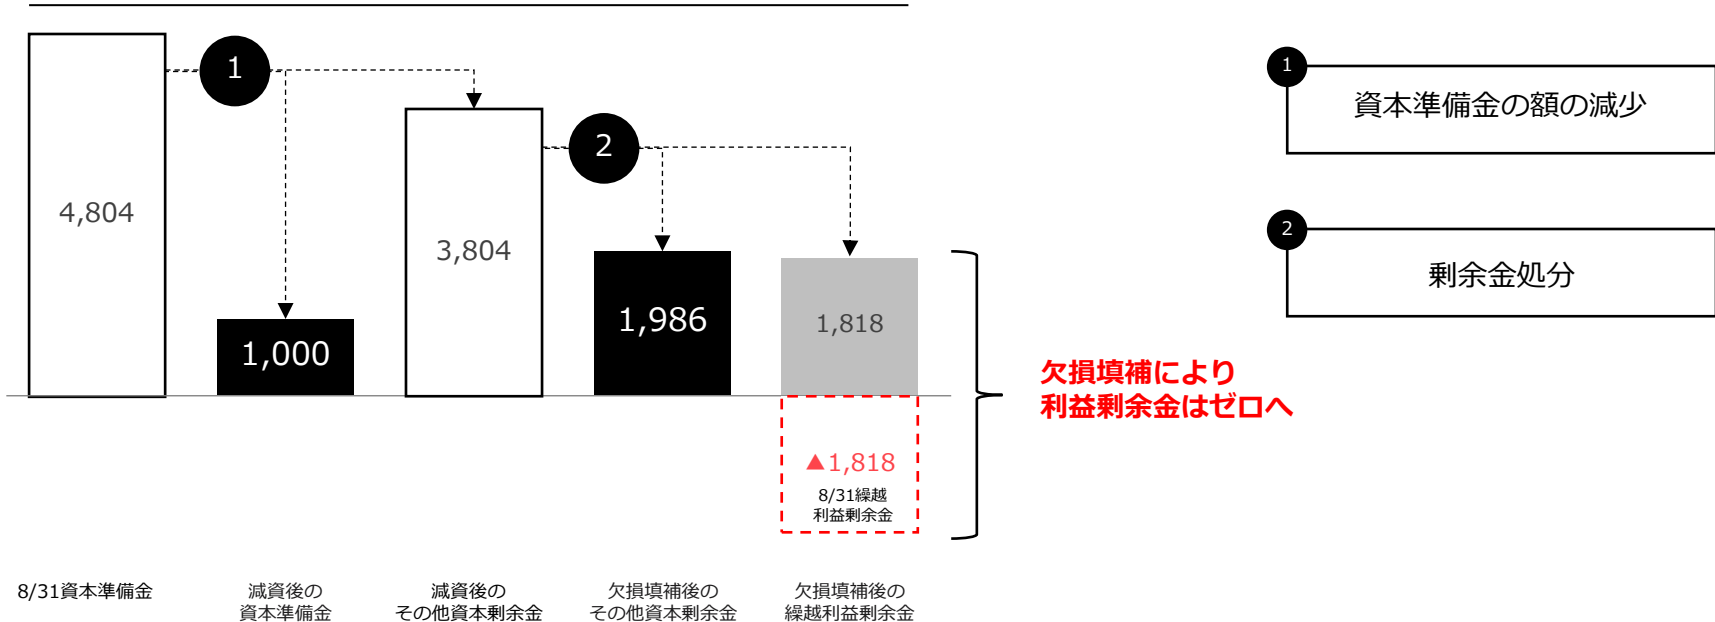 1
4,804
1,000
3,804
2
1,986
1,818
▲1,818
8/31繰越
利益剰余金
欠損填補により
利益剰余金はゼロへ
1
資本準備金の額の減少
2
剰余金処分
8/31資本準備金
減資後の
資本準備金
減資後の
その他資本剰余金
欠損填補後の
その他資本剰余金
欠損填補後の
繰越利益剰余金